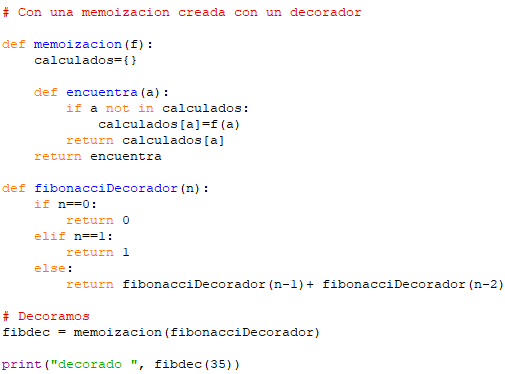 # Con una memoizacion creada con un decorador
def memoizacion(f):
calculados={}
def encuentra(a):
if a not in calculados:
calculados[a]=f(a)
return calculados[a]
return encuentra
def fibonacciDecorador(n):
if n==0:
return 0
elif n==1:
return 1
else:
return fibonacciDecorador(n-1)+ fibonacciDecorador(n-2)
# Decoramos
fibdec = memoizacion(fibonacciDecorador)
print("decorado ", fibdec(35))